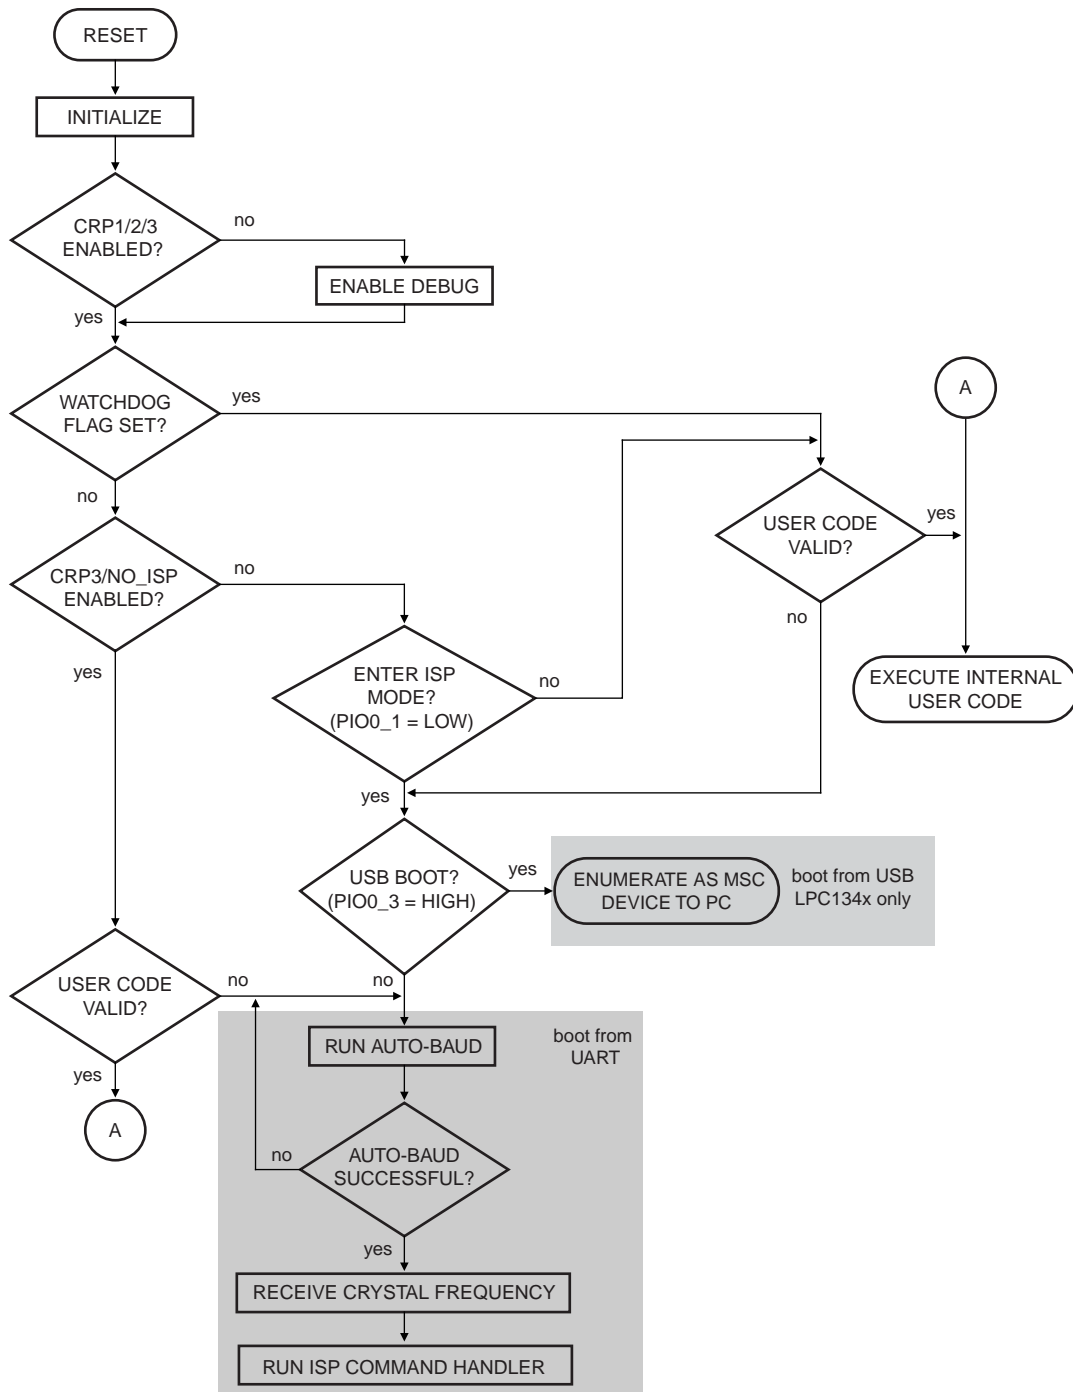 RESET
INITIALIZE
CRP1/2/3
ENABLED?
no
ENABLE DEBUG
yes
WATCHDOG
FLAG SET?
yes
A
no
USER CODE
VALID?
yes
no
CRP3/NO_ISP
ENABLED?
no
yes
ENTER ISP
MODE?
(PIO0_1 = LOW)
no
EXECUTE INTERNAL
USER CODE
yes
USB BOOT?
(PIO0_3 = HIGH)
yes
ENUMERATE AS MSC
DEVICE TO PC
boot from USB
LPC134x only
no
USER CODE
VALID?
no
yes
A
RUN AUTO-BAUD
boot from
UART
AUTO-BAUD
SUCCESSFUL?
no
yes
RECEIVE CRYSTAL FREQUENCY
RUN ISP COMMAND HANDLER